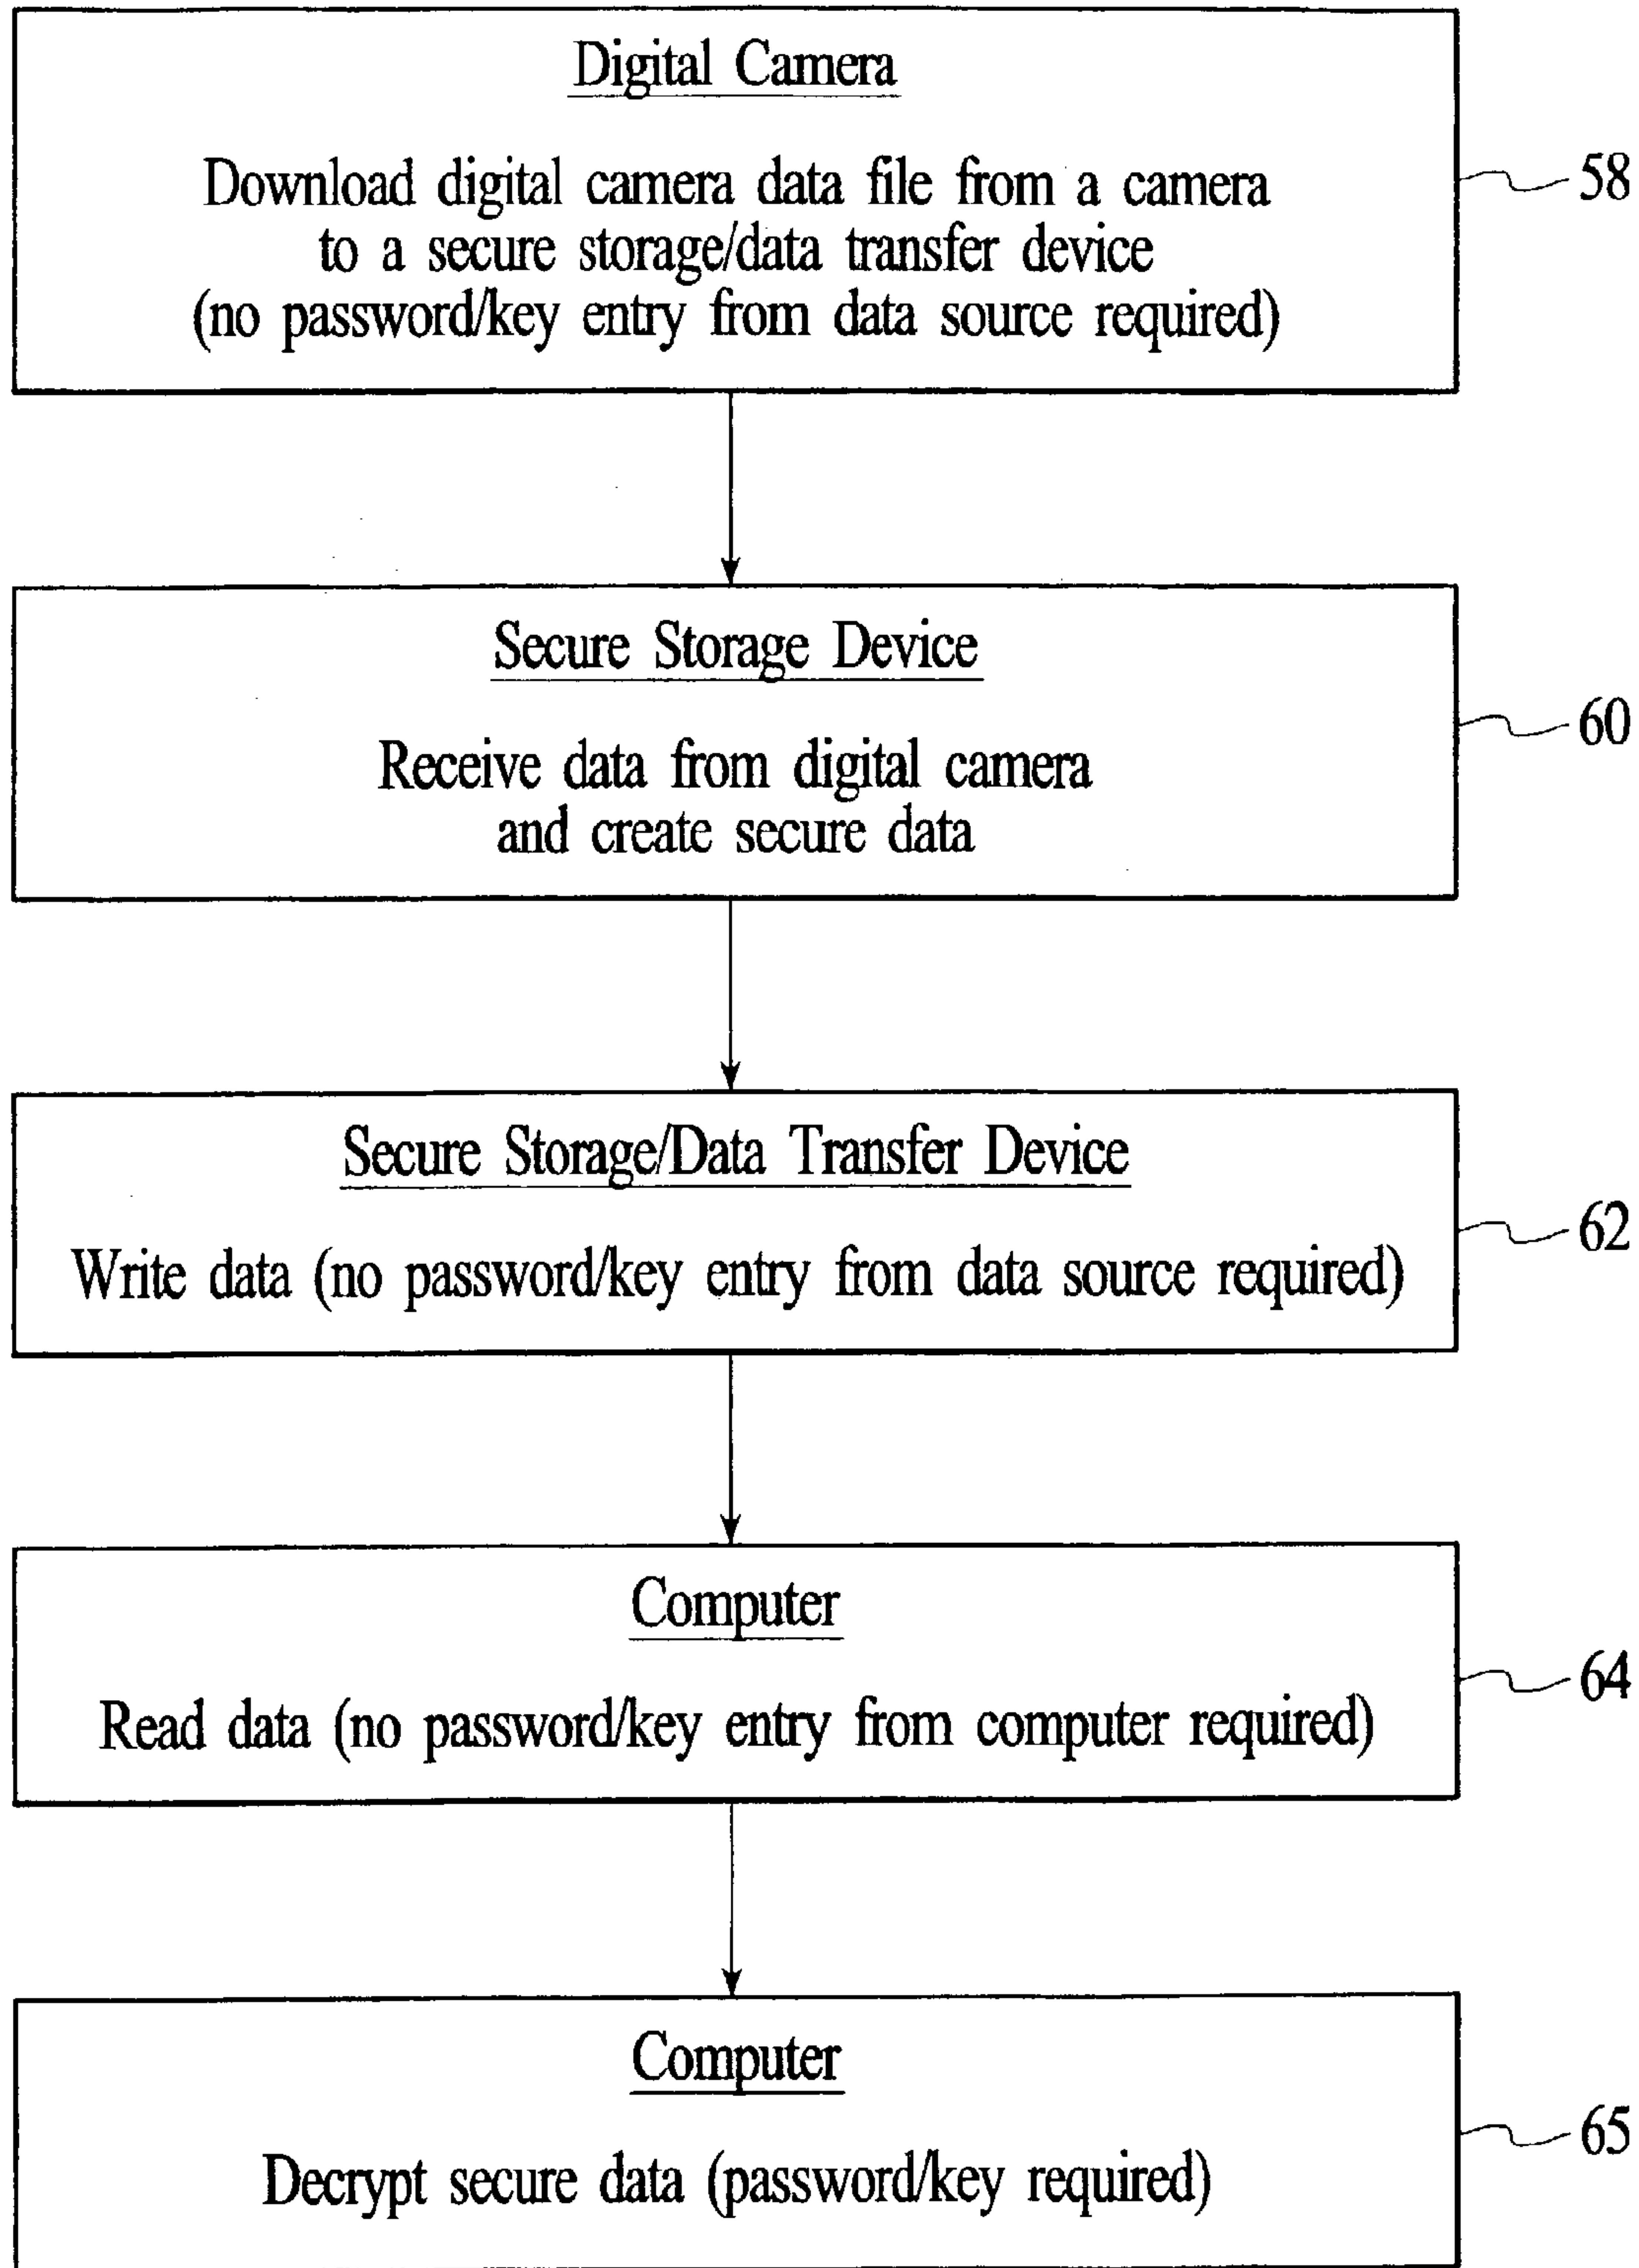 Digital Camera
Download digital camera data file from a camera
to a secure storage/data transfer device
(no password/key entry from data source required)
58
Secure Storage Device
Receive data from digital camera
and create secure data
60
Secure Storage/Data Transfer Device
Write data (no password/key entry from data source required)
62
Computer
Read data (no password/key entry from computer required)
64
Computer
Decrypt secure data (password/key required)
65